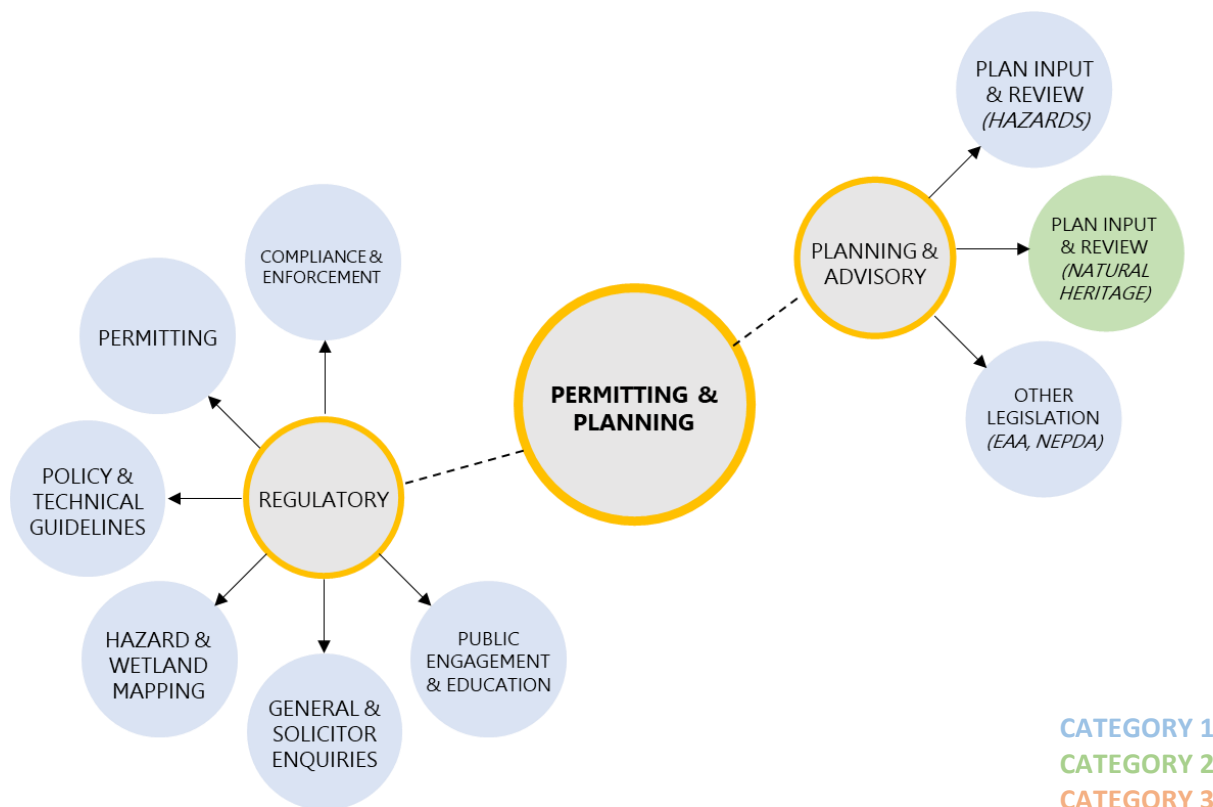 PLAN INPUT
& REVIEW
(HAZARDS)
PLAN INPUT
& REVIEW
(NATURAL
HERITAGE)
PLANNING &
ADVISORY
OTHER
LEGISLATION
(EAA, NEPDA)
COMPLIANCE &
ENFORCEMENT
PERMITTING
PERMITTING &
PLANNING
POLICY &
TECHNICAL
GUIDELINES
REGULATORY
HAZARD &
WETLAND
MAPPING
GENERAL &
SOLICITOR
ENQUIRIES
PUBLIC
ENGAGEMENT
& EDUCATION
CATEGORY 1
CATEGORY 2
CATEGORY 3